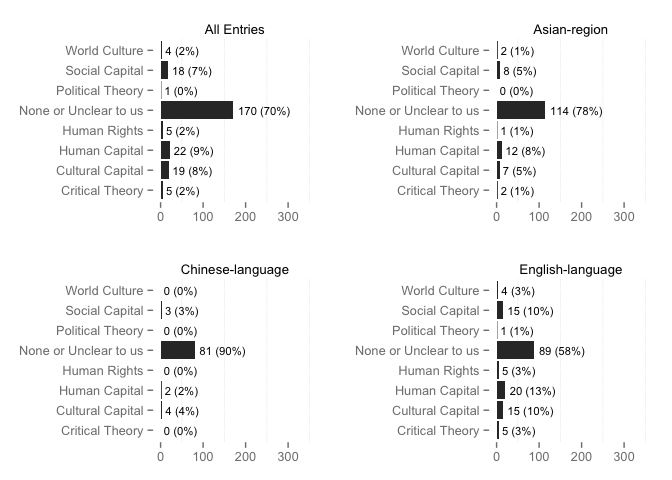 All Entries
World Culture 4 (2%)
Social Capital 18 (7%)
Political Theory 1 (0%)
None or Unclear to us 170 (70%)
Human Rights 5 (2%)
Human Capital 22 (9%)
Cultural Capital 19 (8%)
Critical Theory 5 (2%)
0 100 200 300
Asian-region
World Culture 2 (1%)
Social Capital 8 (5%)
Political Theory 0 (0%)
None or Unclear to us 114 (78%)
Human Rights 1 (1%)
Human Capital 12 (8%)
Cultural Capital 7 (5%)
Critical Theory 2 (1%)
0 100 200 300
Chinese-language
World Culture 0 (0%)
Social Capital 3 (3%)
Political Theory 0 (0%)
None or Unclear to us 81 (90%)
Human Rights 0 (0%)
Human Capital 2 (2%)
Cultural Capital 4 (4%)
Critical Theory 0 (0%)
0 100 200 300
English-language
World Culture 4 (3%)
Social Capital 15 (10%)
Political Theory 1 (1%)
None or Unclear to us 89 (58%)
Human Rights 5 (3%)
Human Capital 20 (13%)
Cultural Capital 15 (10%)
Critical Theory 5 (3%)
0 100 200 300